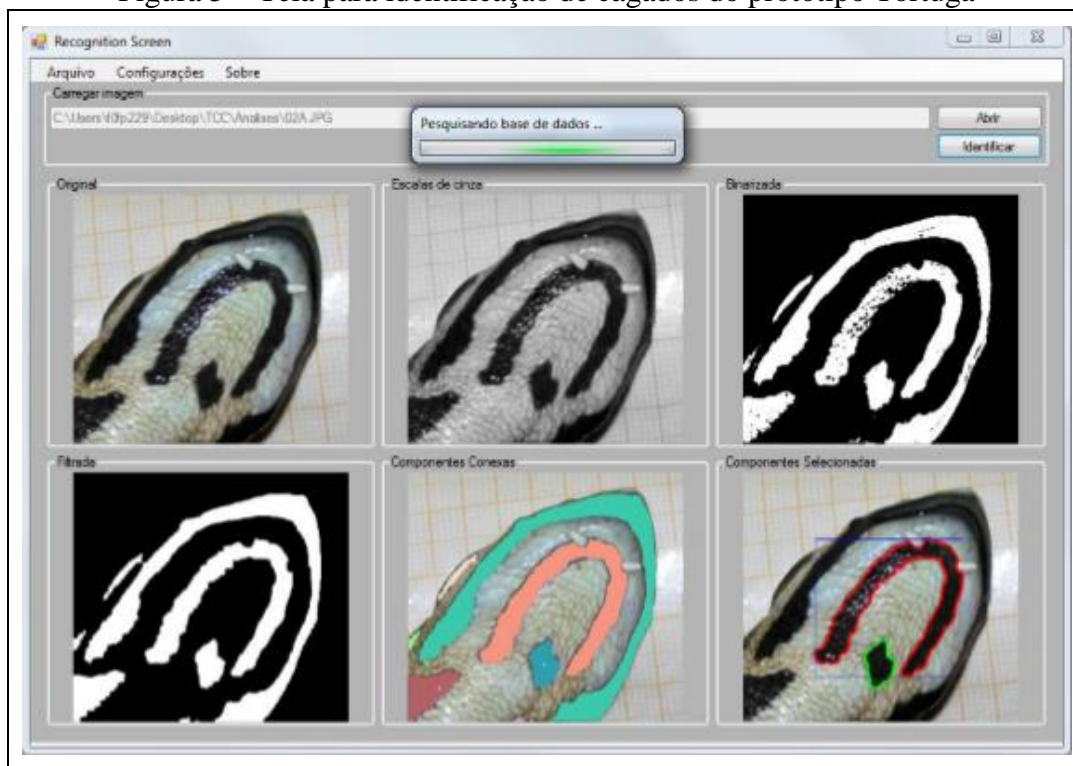 Recognition Screen
Arquivo Configurações Sobre
Carregar imagem
Abrir
Pesquisando base de dados ...
Identificar
Original
Escalas de cinza
Binarizada
Filtrada
Componentes Conexas
Componentes Selecionadas